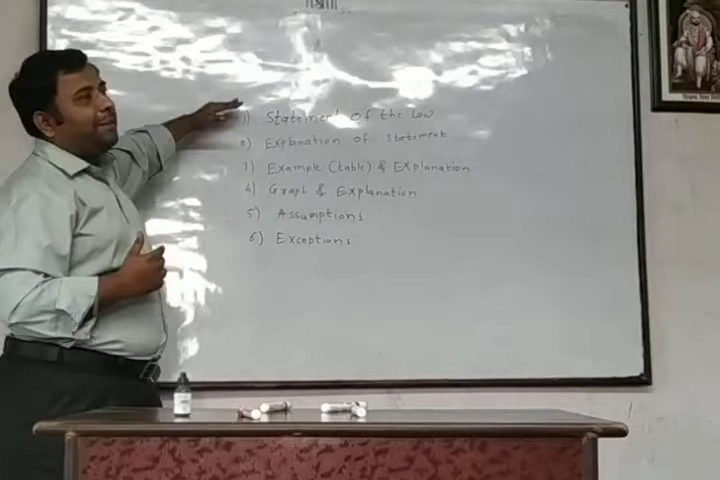 1) Statement of the Law
2) Explanation of statement
3) Example (table) & Explanation
4) Graph & Explanation
5) Assumptions
6) Exceptions